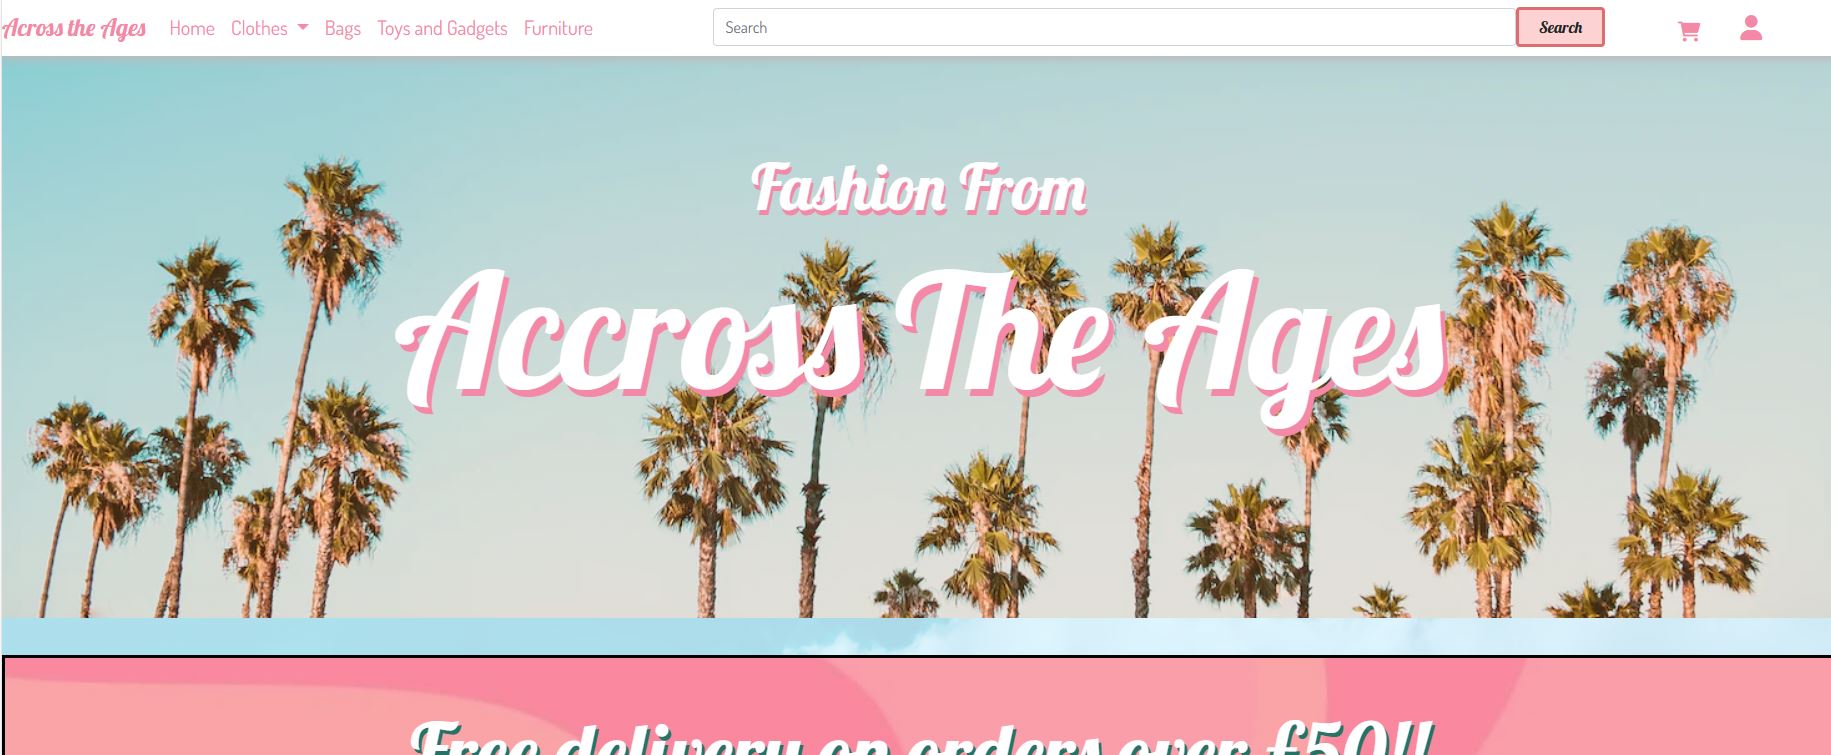 Across the Ages Home Clothes Bags Toys and Gadgets Furniture Search Search
Fashion From
Accross The Ages
Free delivery on orders over £50!!